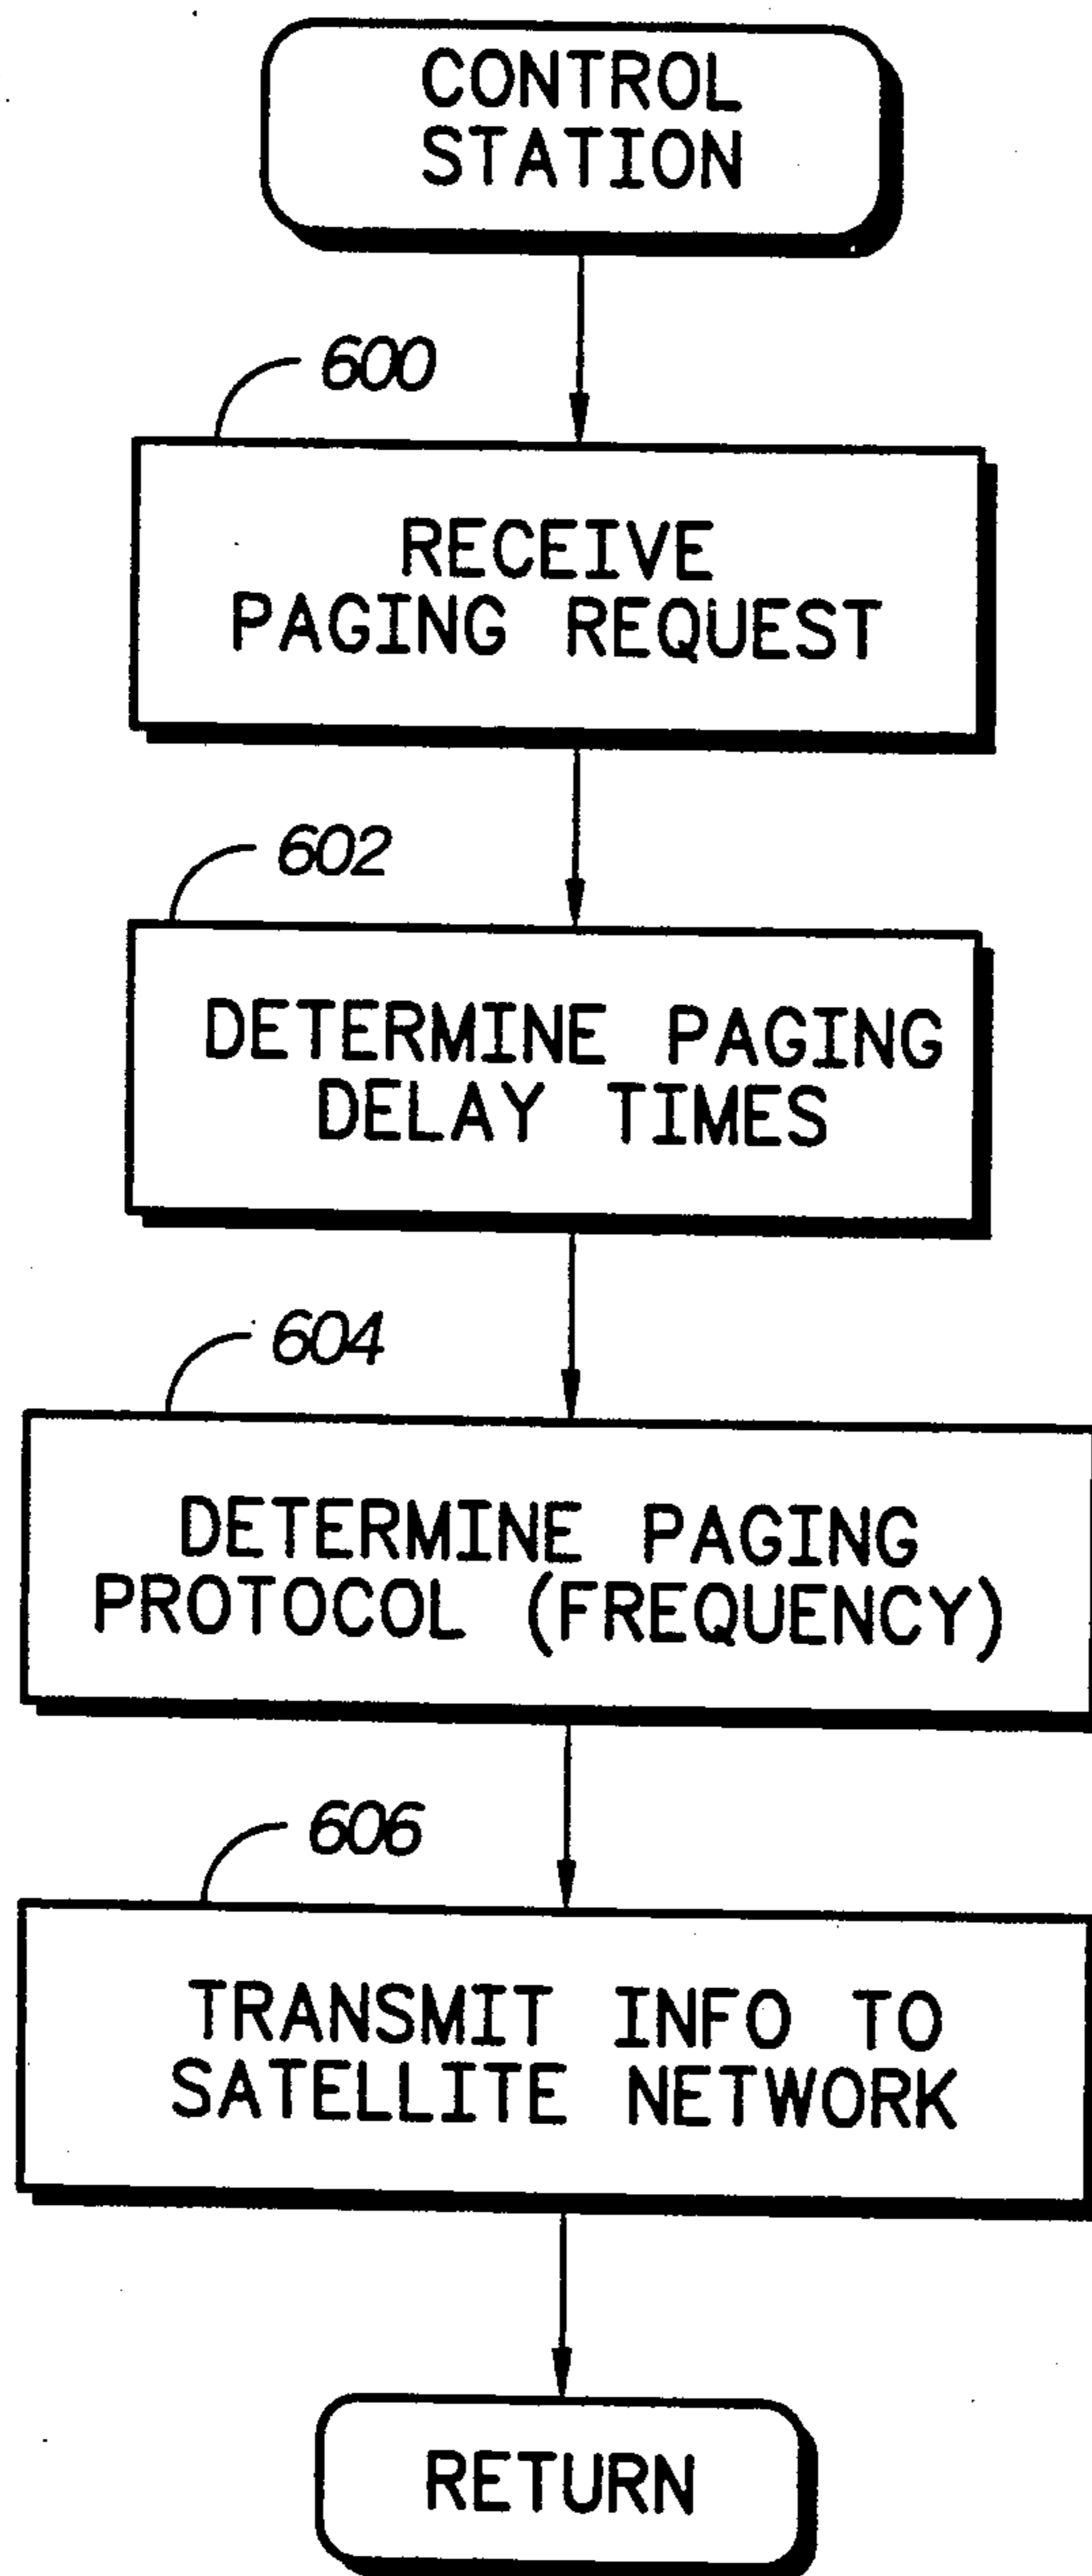 CONTROL
STATION
600
RECEIVE
PAGING REQUEST
602
DETERMINE PAGING
DELAY TIMES
604
DETERMINE PAGING
PROTOCOL (FREQUENCY)
606
TRANSMIT INFO TO
SATELLITE NETWORK
RETURN